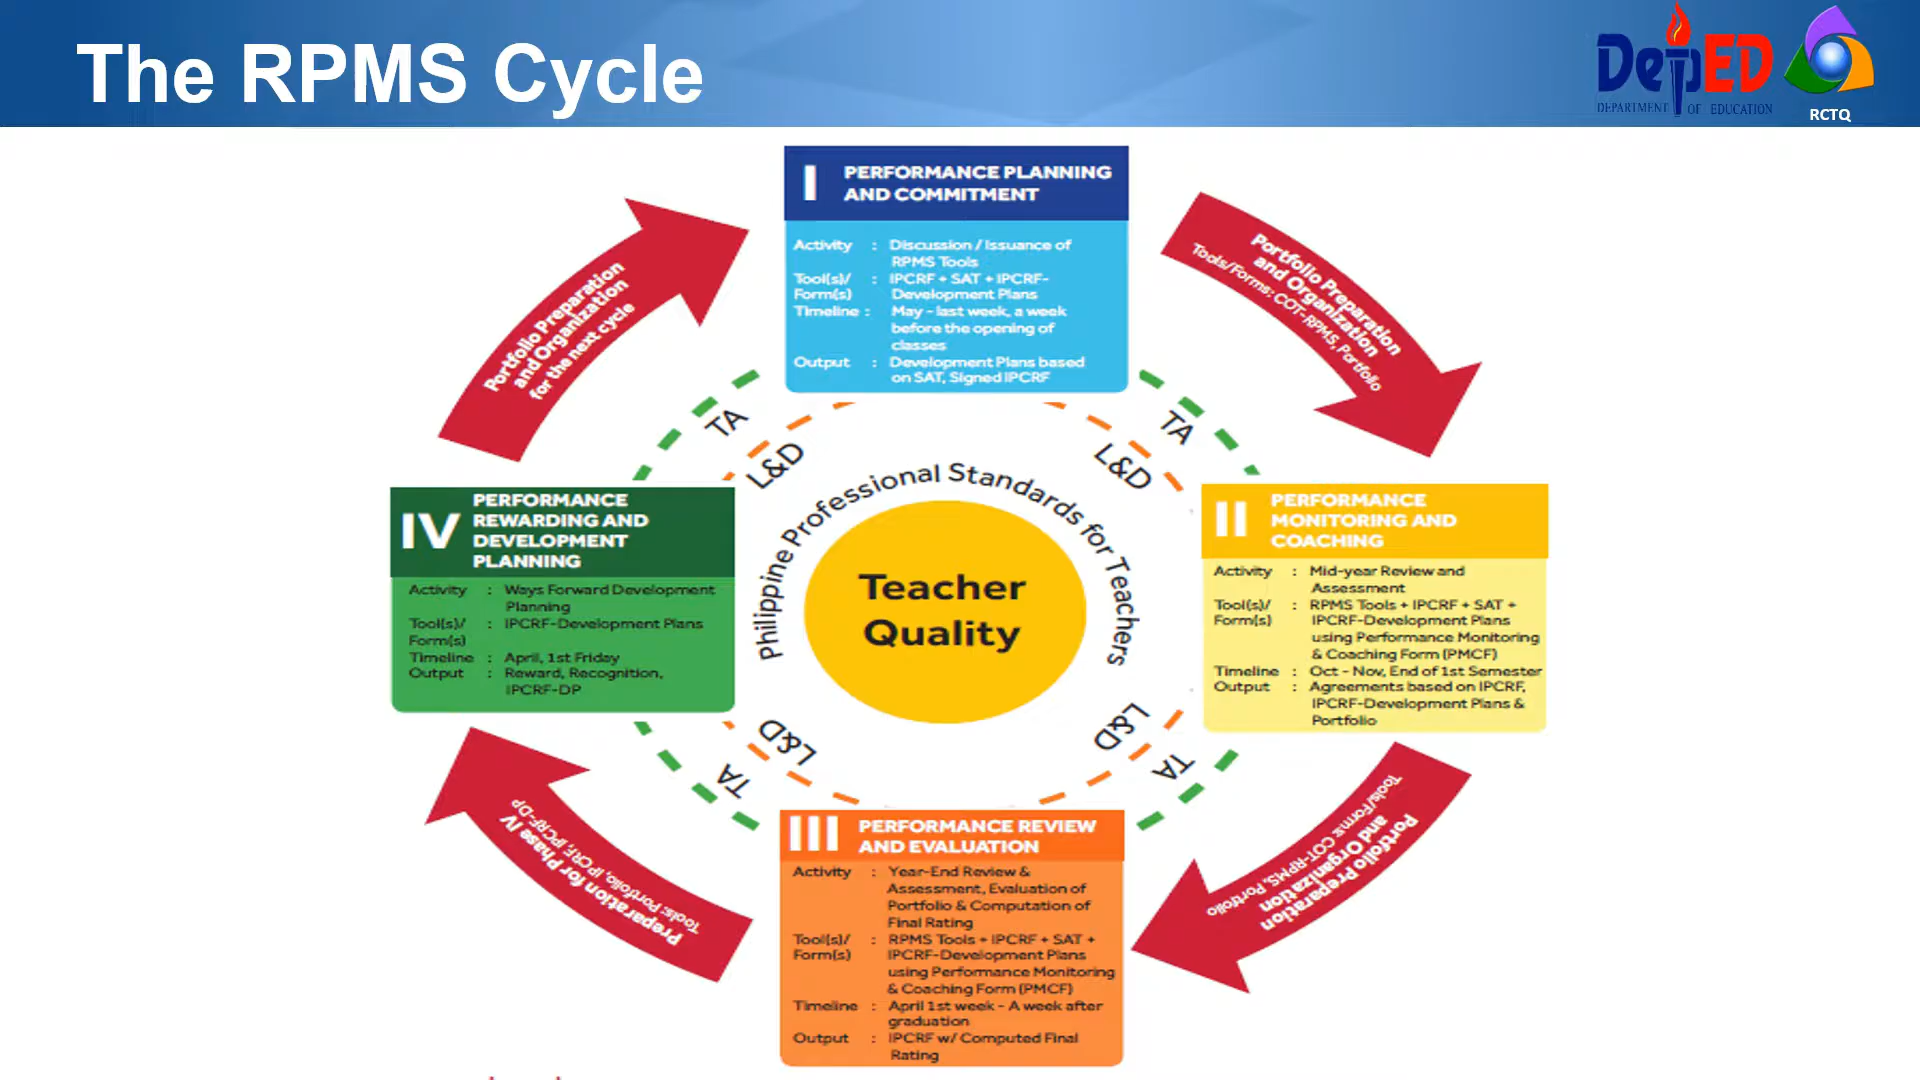 The RPMS Cycle
DepED
DEPARTMENT OF EDUCATION
RCTQ
I
PERFORMANCE PLANNING
AND COMMITMENT
Activity : Discussion / Issuance of
RPMS Tools
Tool(s)/ : IPCRF + SAT + IPCRF-
Form(s) Development Plans
Timeline : May - last week, a week
before the opening of
classes
Output : Development Plans based
on SAT, Signed IPCRF
Portfolio Preparation
and Organization
Tools/Forms: COT-RPMS, Portfolio
II
PERFORMANCE
MONITORING AND
COACHING
Activity : Mid-year Review and
Assessment
Tool(s)/ : RPMS Tools + IPCRF + SAT +
Form(s) IPCRF-Development Plans
using Performance Monitoring
& Coaching Form (PMCF)
Timeline : Oct - Nov, End of 1st Semester
Output : Agreements based on IPCRF,
IPCRF-Development Plans &
Portfolio
Portfolio Preparation
and Organization
Tools/Forms: COT-RPMS, Portfolio
III
PERFORMANCE REVIEW
AND EVALUATION
Activity : Year-End Review &
Assessment, Evaluation of
Portfolio & Computation of
Final Rating
Tool(s)/ : RPMS Tools + IPCRF + SAT +
Form(s) IPCRF-Development Plans
using Performance Monitoring
& Coaching Form (PMCF)
Timeline : April 1st week - A week after
graduation
Output : IPCRF w/ Computed Final
Rating
Preparation for Phase IV
Tools: Portfolio, IPCRF, IPCRF-DP
IV
PERFORMANCE
REWARDING AND
DEVELOPMENT
PLANNING
Activity : Ways Forward Development
Planning
Tool(s)/ : IPCRF-Development Plans
Form(s)
Timeline : April, 1st Friday
Output : Reward, Recognition,
IPCRF-DP
Portfolio Preparation
and Organization
for the next cycle
TA
L&D
TA
L&D
L&D
TA
L&D
TA
Philippine Professional Standards for Teachers
Teacher
Quality